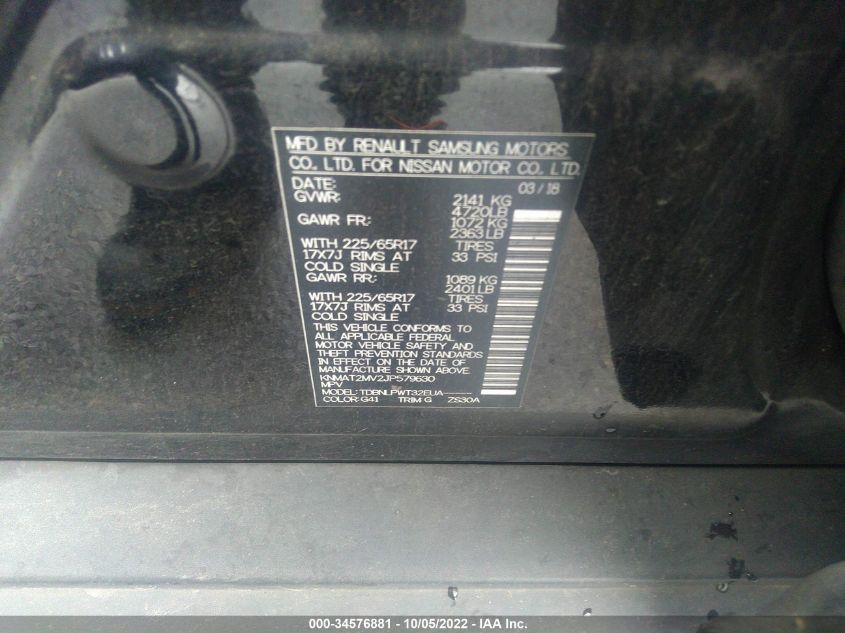 MFD BY RENAULT SAMSUNG MOTORS
CO., LTD. FOR NISSAN MOTOR CO., LTD.
DATE: 03/18
GVWR: 2141 KG
4720LB
GAWR FR: 1072 KG
2363 LB
WITH 225/65R17 TIRES
17X7J RIMS AT 33 PSI
COLD SINGLE
GAWR RR: 1089 KG
2401 LB
WITH 225/65R17 TIRES
17X7J RIMS AT 33 PSI
COLD SINGLE
THIS VEHICLE CONFORMS TO
ALL APPLICABLE FEDERAL
MOTOR VEHICLE SAFETY AND
THEFT PREVENTION STANDARDS
IN EFFECT ON THE DATE OF
MANUFACTURE SHOWN ABOVE.
KNMAT2MV2JP579630
MPV
MODEL: TDBNLPWT32EUA-----
COLOR: G41 TRIM G ZS30A
000-34576881 - 10/05/2022 - IAA Inc.